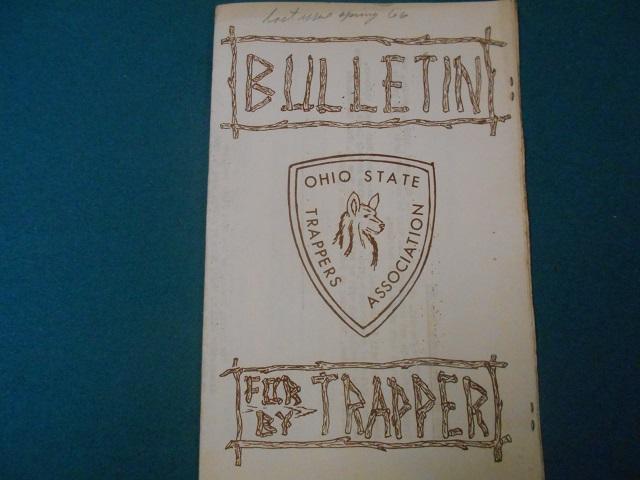 last issue spring 66
BULLETIN
OHIO STATE
TRAPPERS
ASSOCIATION
FOR
BY
TRAPPER